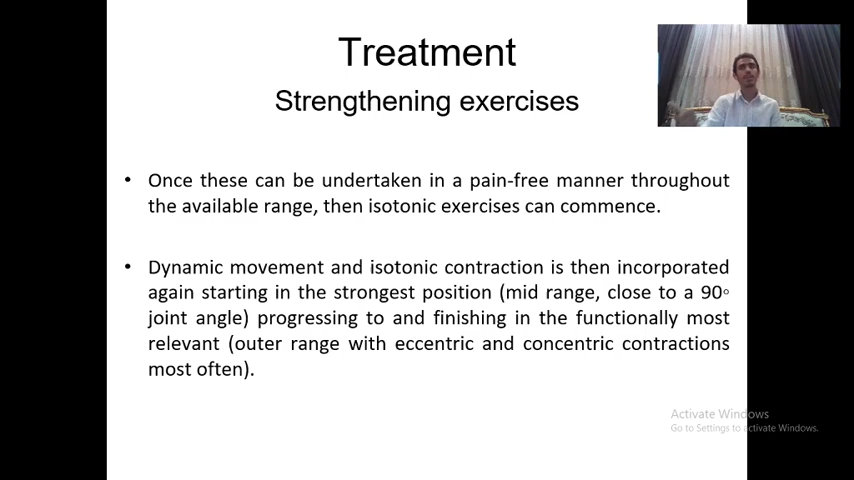 Treatment
Strengthening exercises
• Once these can be undertaken in a pain-free manner throughout
the available range, then isotonic exercises can commence.
• Dynamic movement and isotonic contraction is then incorporated
again starting in the strongest position (mid range, close to a 90◦
joint angle) progressing to and finishing in the functionally most
relevant (outer range with eccentric and concentric contractions
most often).
Activate Windows
Go to Settings to activate Windows.